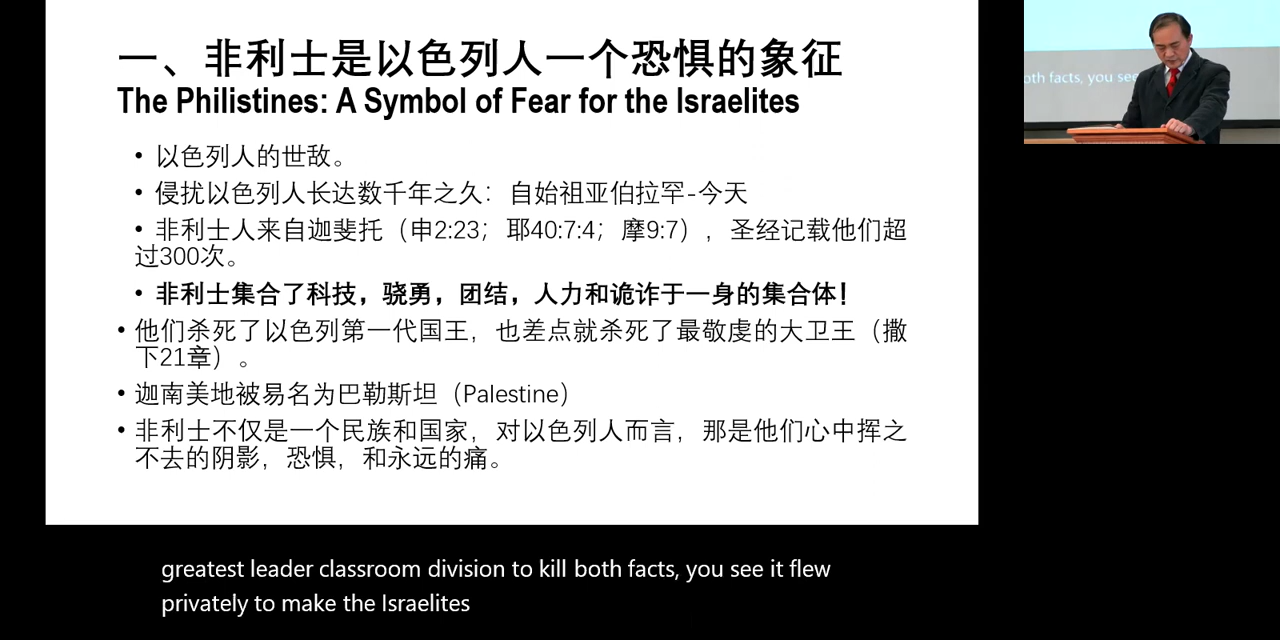 一、非利士是以色列人一个恐惧的象征
The Philistines: A Symbol of Fear for the Israelites
• 以色列人的世敌。
• 侵扰以色列人长达数千年之久：自始祖亚伯拉罕-今天
• 非利士人来自迦斐托（申2:23；耶40:7:4；摩9:7），圣经记载他们超
过300次。
• 非利士集合了科技，骁勇，团结，人力和诡诈于一身的集合体！
• 他们杀死了以色列第一代国王，也差点就杀死了最敬虔的大卫王（撒
下21章）。
• 迦南美地被易名为巴勒斯坦（Palestine）
• 非利士不仅是一个民族和国家，对以色列人而言，那是他们心中挥之
不去的阴影，恐惧，和永远的痛。
oth facts, you see
greatest leader classroom division to kill both facts, you see it flew
privately to make the Israelites